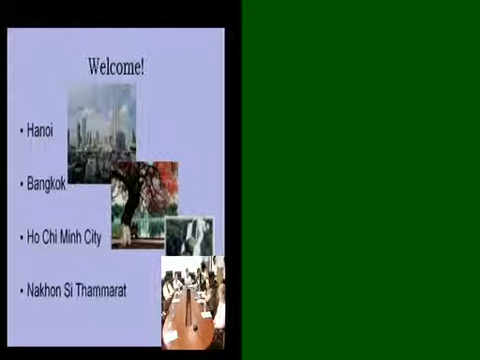 Welcome!
• Hanoi
• Bangkok
• Ho Chi Minh City
• Nakhon Si Thammarat